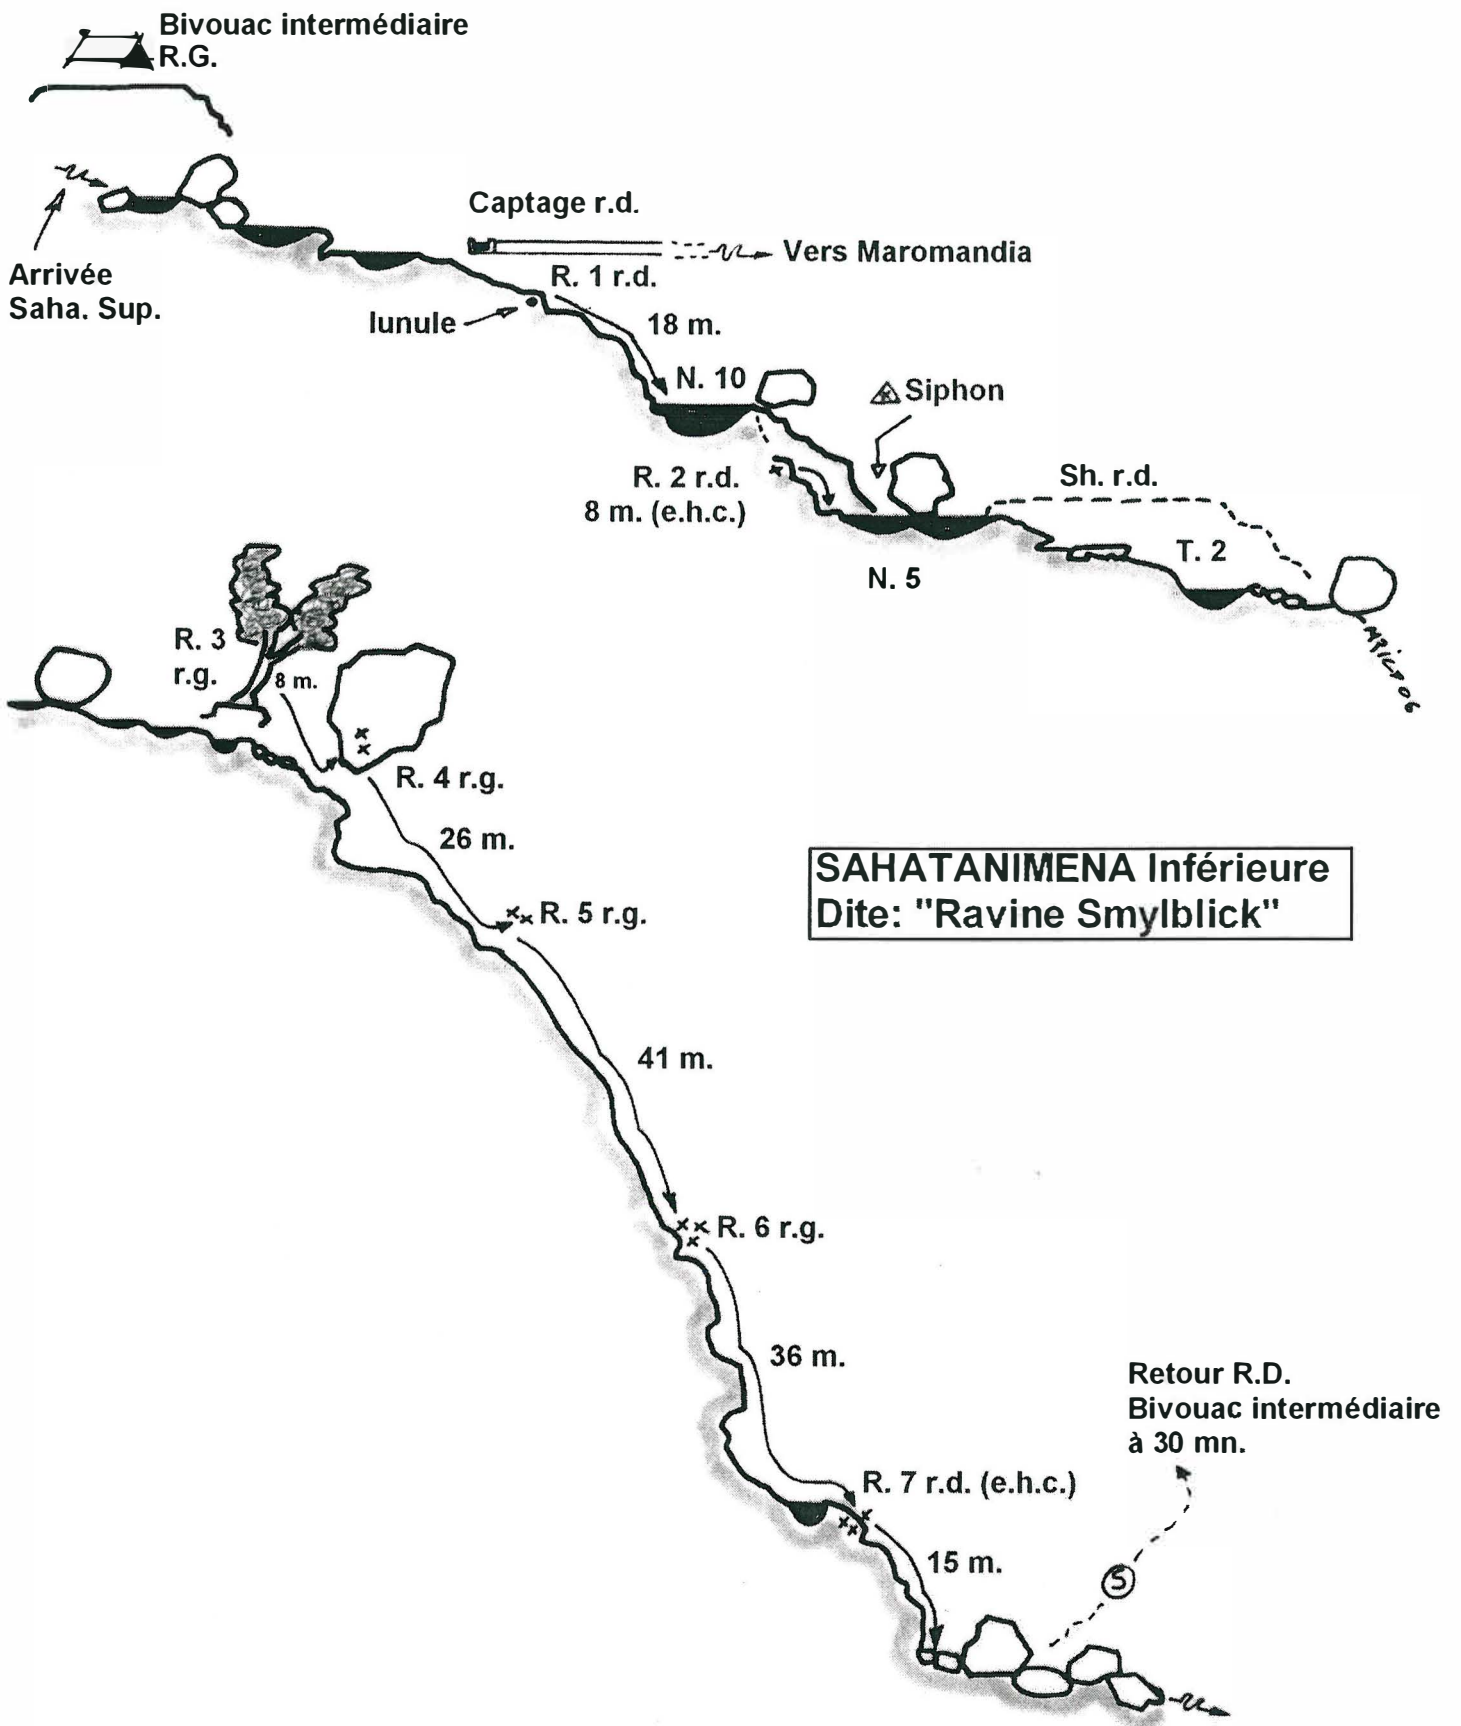 Bivouac intermédiaire
R.G.
Captage r.d.
Vers Maromandia
Arrivée
Saha. Sup.
R. 1 r.d.
lunule
18 m.
N. 10
Siphon
R. 2 r.d.
8 m. (e.h.c.)
Sh. r.d.
T. 2
N. 5
R. 3
r.g.
8 m.
R. 4 r.g.
26 m.
SAHATANIMENA Inférieure
Dite: "Ravine Smylblick"
R. 5 r.g.
41 m.
R. 6 r.g.
36 m.
Retour R.D.
Bivouac intermédiaire
à 30 mn.
R. 7 r.d. (e.h.c.)
15 m.
S